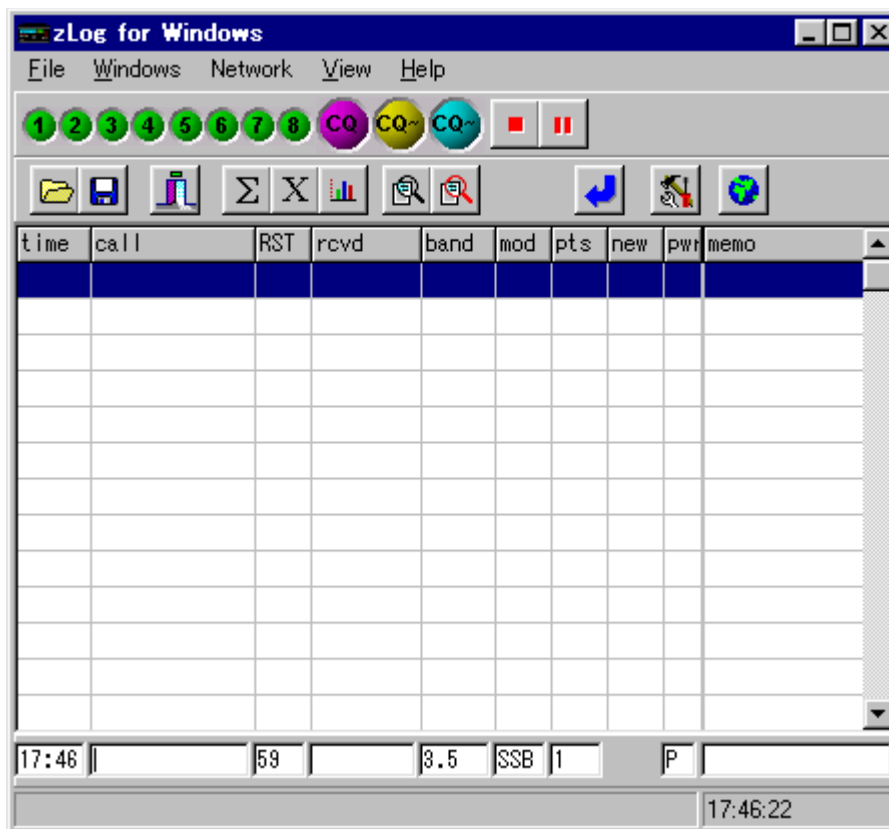 zLog for Windows
File Windows Network View Help
1 2 3 4 5 6 7 8 CQ CQ~ CQ~
Σ X
time call RST rcvd band mod pts new pwr memo
17:46 59 3.5 SSB 1 P
17:46:22